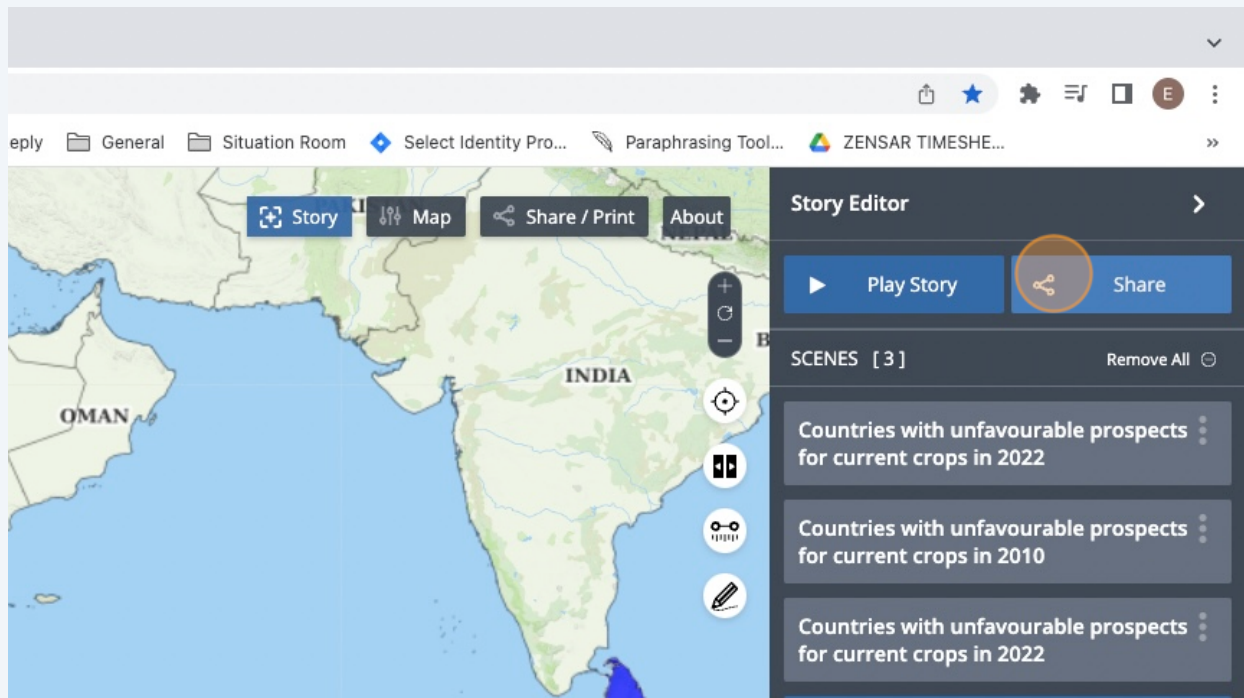 E
eply
General
Situation Room
Select Identity Pro...
Paraphrasing Tool...
ZENSAR TIMESHE...
»
PAKISTAN
Story
Map
Share / Print
About
NEPAL
Story Editor
Play Story
Share
B
INDIA
OMAN
SCENES [ 3 ]
Remove All
Countries with unfavourable prospects
for current crops in 2022
Countries with unfavourable prospects
for current crops in 2010
Countries with unfavourable prospects
for current crops in 2022